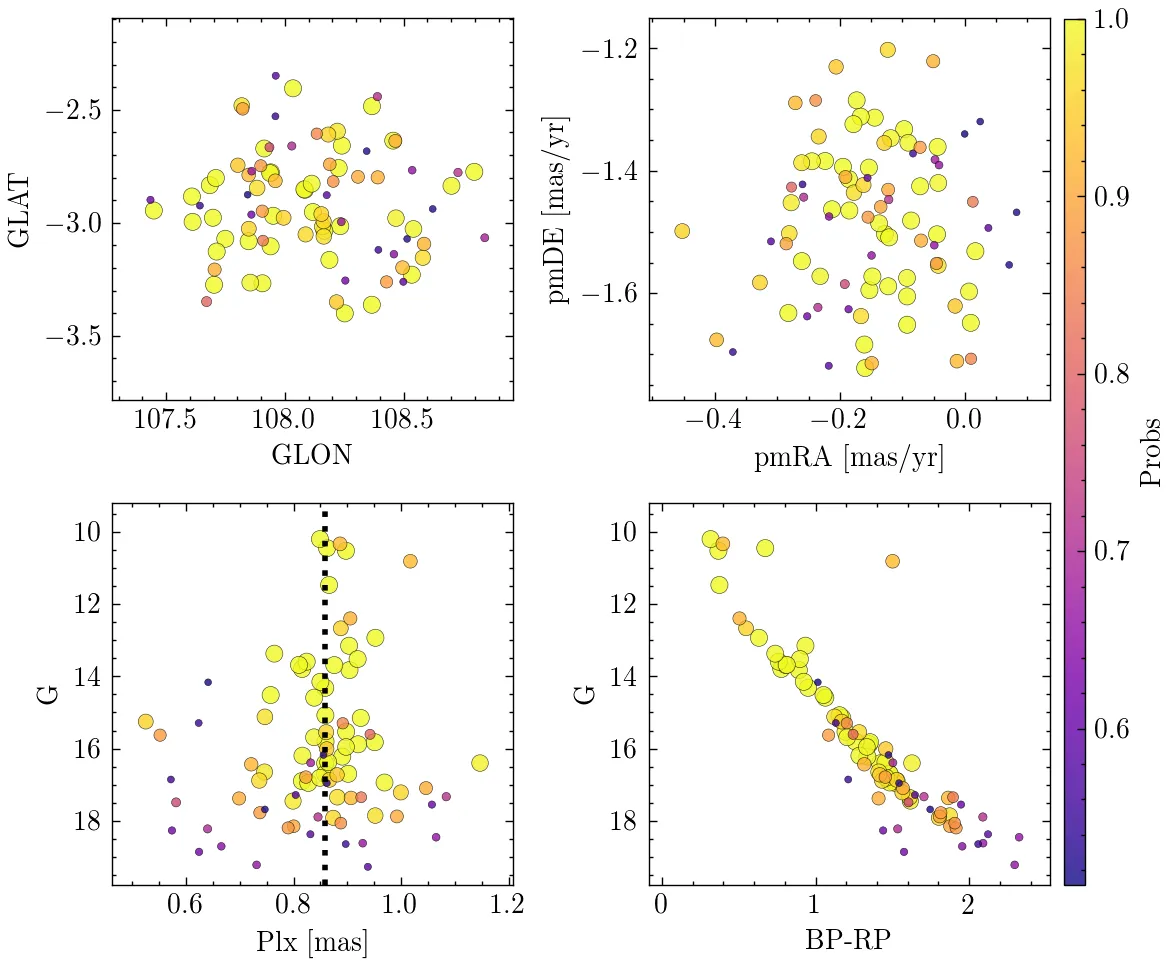 −2.5
−3.0
−3.5
GLAT
107.5 108.0 108.5
GLON
−1.2
−1.4
−1.6
pmDE [mas/yr]
−0.4 −0.2 0.0
pmRA [mas/yr]
10
12
14
16
18
G
0.6 0.8 1.0 1.2
Plx [mas]
10
12
14
16
18
G
0 1 2
BP-RP
1.0
0.9
0.8
0.7
0.6
Probs